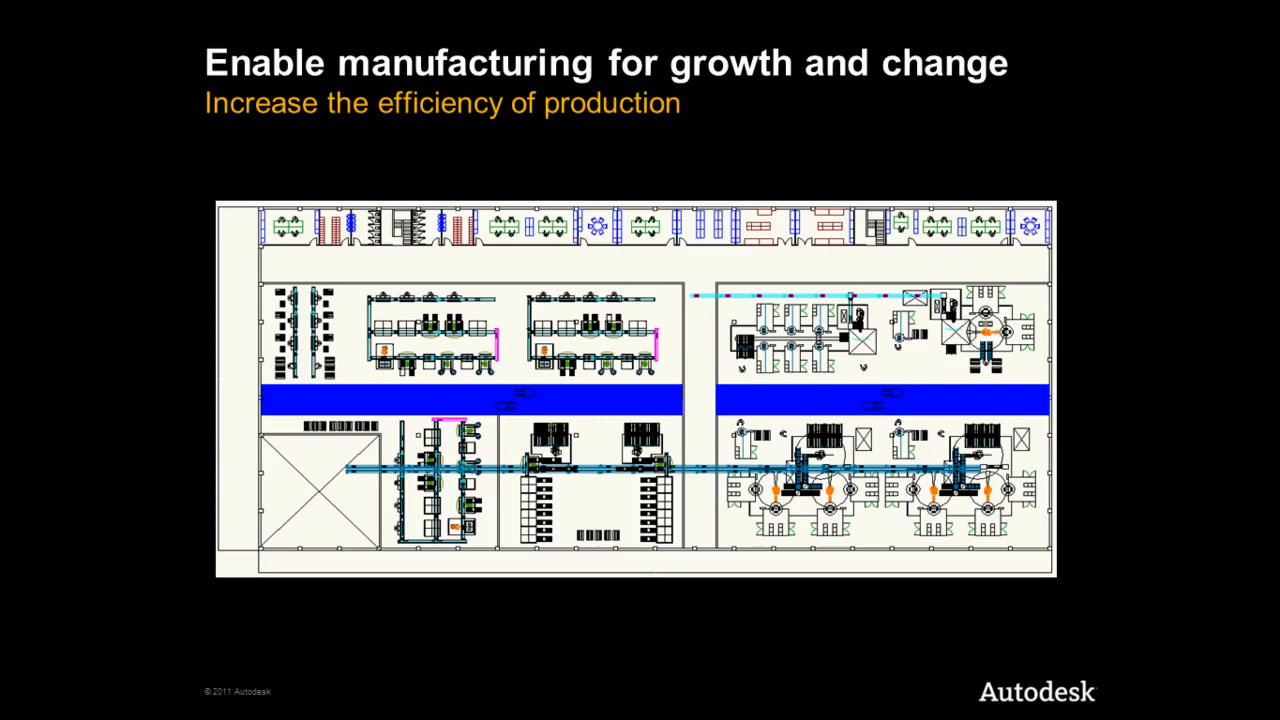 Enable manufacturing for growth and change
Increase the efficiency of production
© 2011 Autodesk
Autodesk